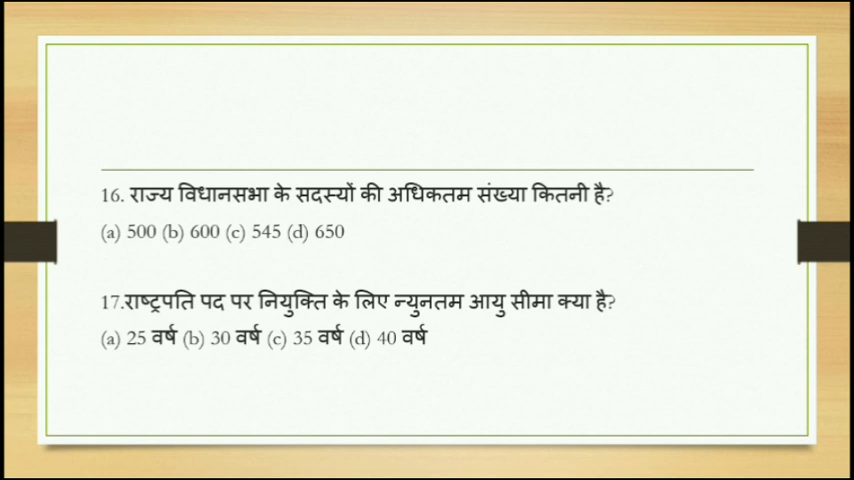 16. राज्य विधानसभा के सदस्यों की अधिकतम संख्या कितनी है?
(a) 500 (b) 600 (c) 545 (d) 650
17.राष्ट्रपति पद पर नियुक्ति के लिए न्युनतम आयु सीमा क्या है?
(a) 25 वर्ष (b) 30 वर्ष (c) 35 वर्ष (d) 40 वर्ष